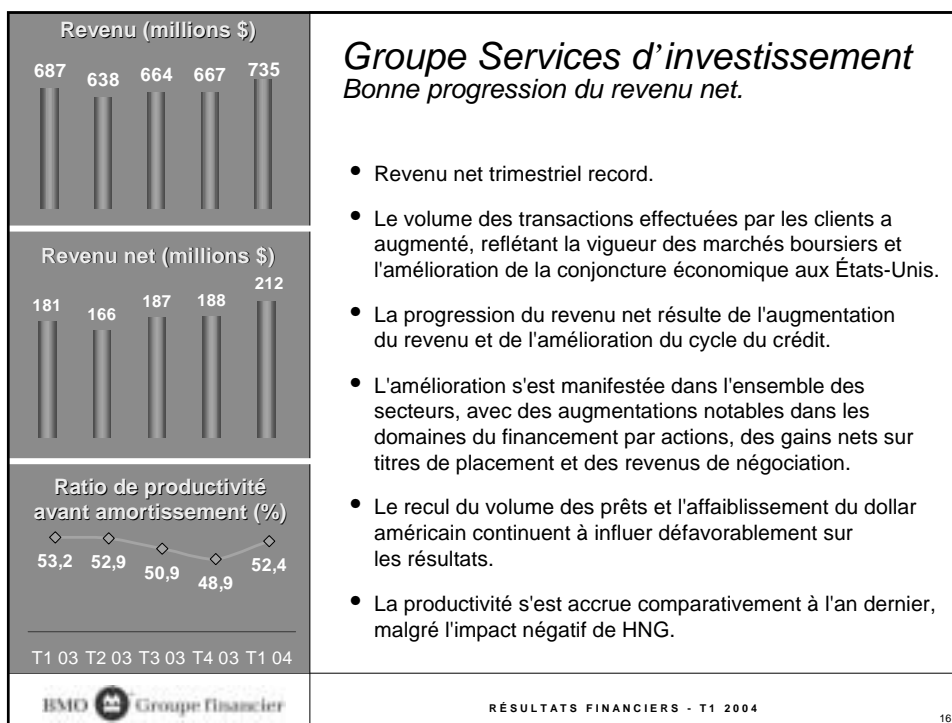 Revenu (millions $)
687 638 664 667 735
Revenu net (millions $)
181 166 187 188 212
Ratio de productivité
avant amortissement (%)
53,2 52,9 50,9 48,9 52,4
T1 03 T2 03 T3 03 T4 03 T1 04
Groupe Services d'investissement
Bonne progression du revenu net.
• Revenu net trimestriel record.
• Le volume des transactions effectuées par les clients a
augmenté, reflétant la vigueur des marchés boursiers et
l'amélioration de la conjoncture économique aux États-Unis.
• La progression du revenu net résulte de l'augmentation
du revenu et de l'amélioration du cycle du crédit.
• L'amélioration s'est manifestée dans l'ensemble des
secteurs, avec des augmentations notables dans les
domaines du financement par actions, des gains nets sur
titres de placement et des revenus de négociation.
• Le recul du volume des prêts et l'affaiblissement du dollar
américain continuent à influer défavorablement sur
les résultats.
• La productivité s'est accrue comparativement à l'an dernier,
malgré l'impact négatif de HNG.
BMO Groupe financier
RÉSULTATS FINANCIERS - T1 2004
16